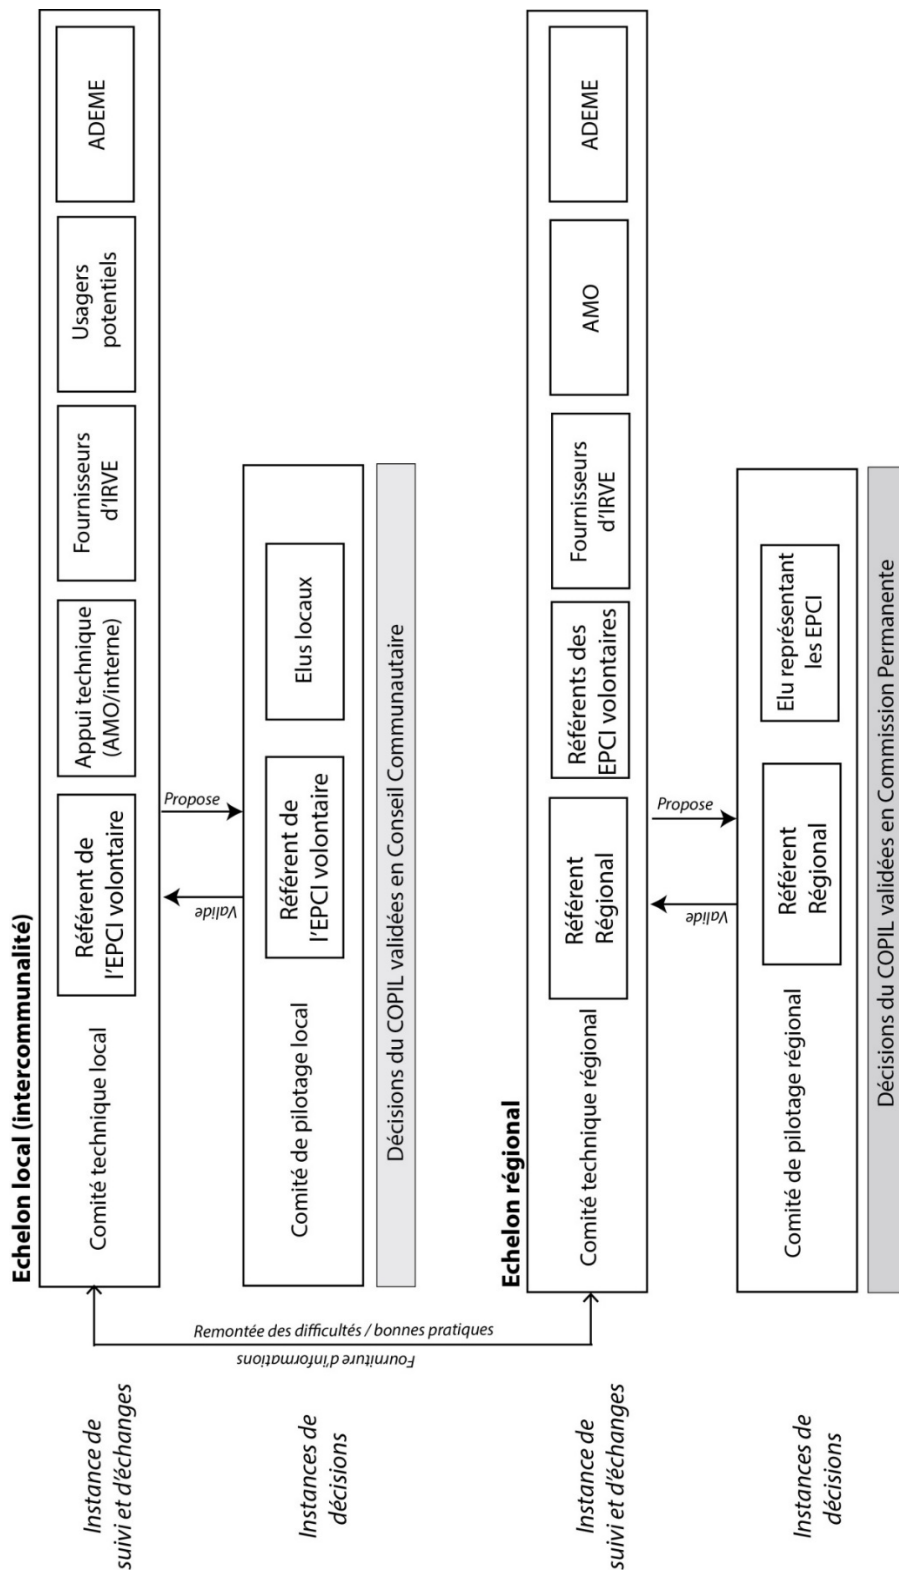 Echelon local (intercommunalité)
Instance de
suivi et d'échanges
Comité technique local
Référent de
l'EPCI volontaire
Appui technique
(AMO/interne)
Fournisseurs
d'IRVE
Usagers
potentiels
ADEME
Valide
Propose
Instances de
décisions
Comité de pilotage local
Référent de
l'EPCI volontaire
Elus locaux
Décisions du COPIL validées en Conseil Communautaire
Fourniture d'informations
Remontée des difficultés / bonnes pratiques
Echelon régional
Instance de
suivi et d'échanges
Comité technique régional
Référent
Régional
Référents des
EPCI volontaires
Fournisseurs
d'IRVE
AMO
ADEME
Valide
Propose
Instances de
décisions
Comité de pilotage régional
Référent
Régional
Elu représentant
les EPCI
Décisions du COPIL validées en Commission Permanente